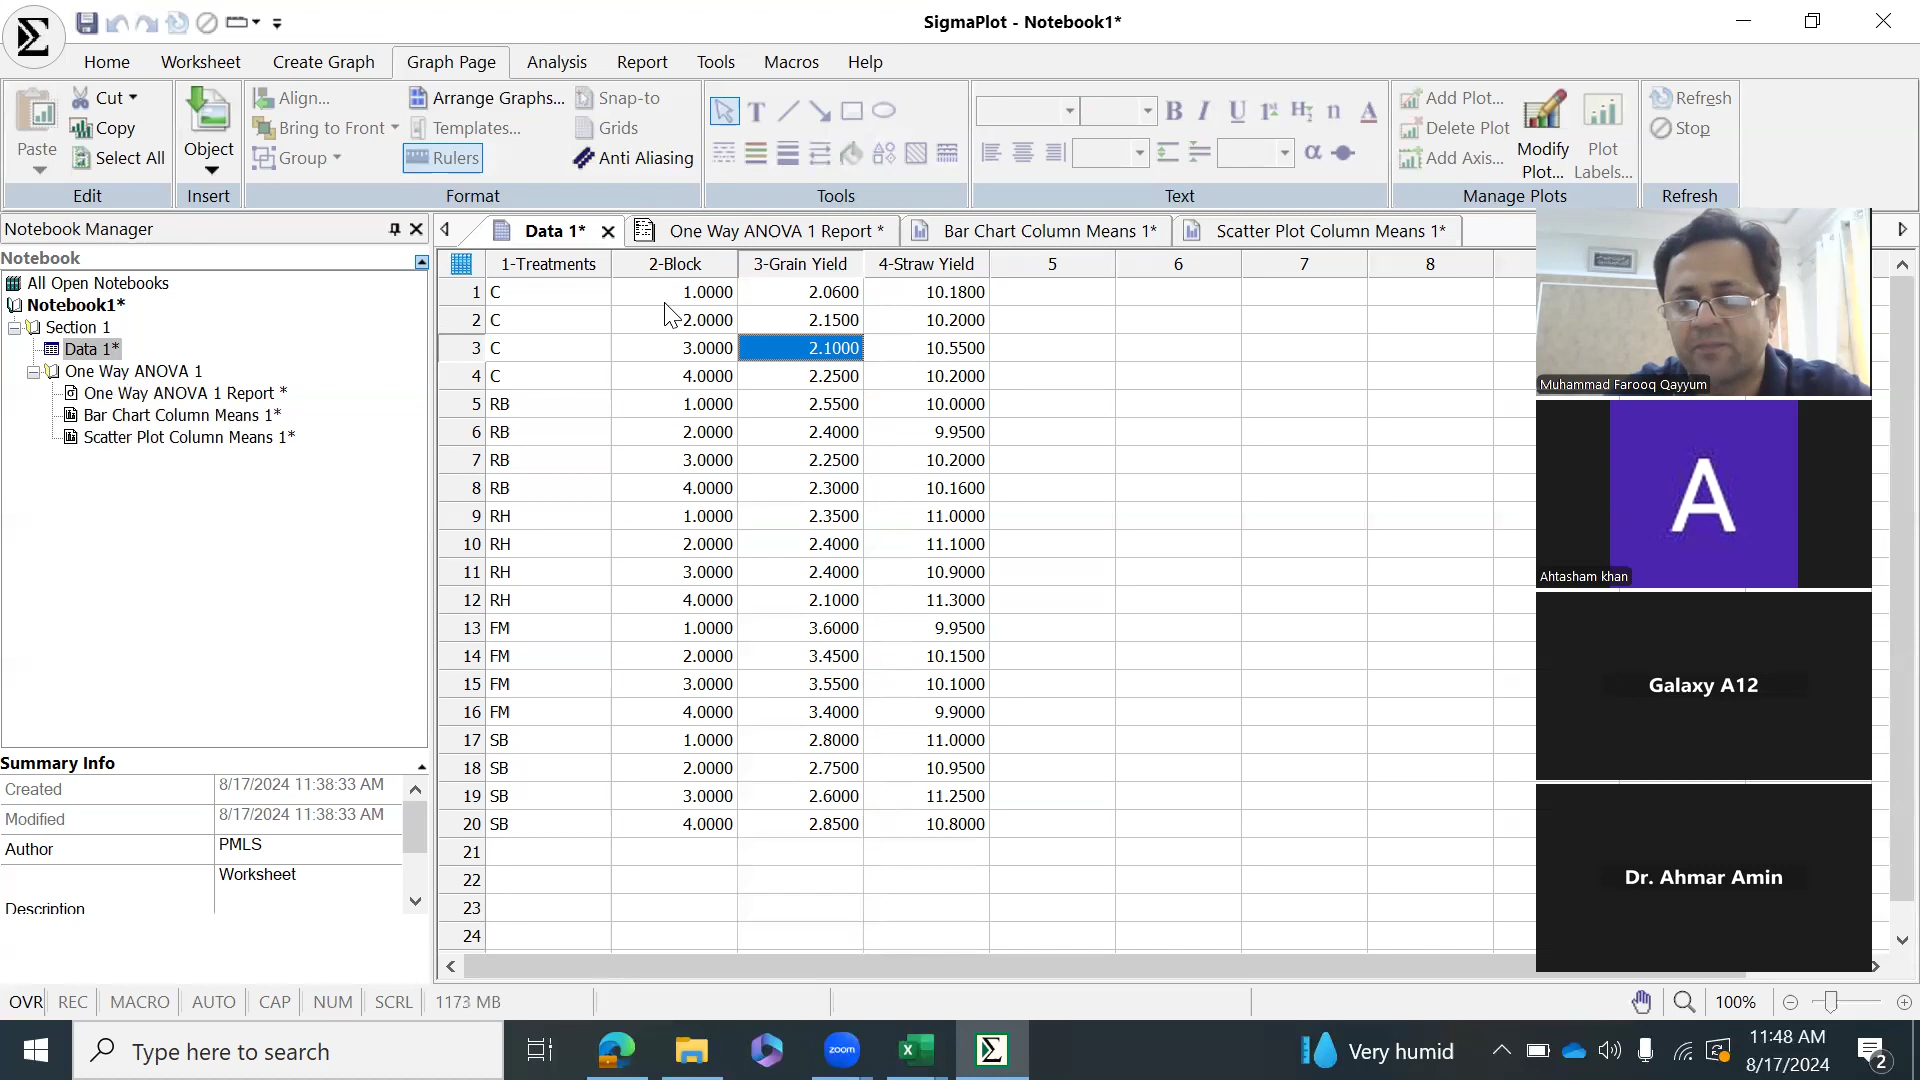 SigmaPlot - Notebook1*
Home Worksheet Create Graph Graph Page Analysis Report Tools Macros Help
Paste Cut Copy Select All
Edit
Object
Insert
Align... Arrange Graphs... Snap-to
Bring to Front Templates... Grids
Group Rulers Anti Aliasing
Format
T
Tools
B I U 1st n A
α
Text
Add Plot...
Delete Plot
Add Axis...
Modify Plot...
Plot Labels...
Manage Plots
Refresh
Stop
Refresh
Notebook Manager
Notebook
All Open Notebooks
Notebook1*
Section 1
Data 1*
One Way ANOVA 1
One Way ANOVA 1 Report *
Bar Chart Column Means 1*
Scatter Plot Column Means 1*
Summary Info
Created 8/17/2024 11:38:33 AM
Modified 8/17/2024 11:38:33 AM
Author PMLS
Worksheet
Description
Data 1* One Way ANOVA 1 Report * Bar Chart Column Means 1* Scatter Plot Column Means 1*
1-Treatments 2-Block 3-Grain Yield 4-Straw Yield 5 6 7 8
1 C 1.0000 2.0600 10.1800
2 C 2.0000 2.1500 10.2000
3 C 3.0000 2.1000 10.5500
4 C 4.0000 2.2500 10.2000
5 RB 1.0000 2.5500 10.0000
6 RB 2.0000 2.4000 9.9500
7 RB 3.0000 2.2500 10.2000
8 RB 4.0000 2.3000 10.1600
9 RH 1.0000 2.3500 11.0000
10 RH 2.0000 2.4000 11.1000
11 RH 3.0000 2.4000 10.9000
12 RH 4.0000 2.1000 11.3000
13 FM 1.0000 3.6000 9.9500
14 FM 2.0000 3.4500 10.1500
15 FM 3.0000 3.5500 10.1000
16 FM 4.0000 3.4000 9.9000
17 SB 1.0000 2.8000 11.0000
18 SB 2.0000 2.7500 10.9500
19 SB 3.0000 2.6000 11.2500
20 SB 4.0000 2.8500 10.8000
21
22
23
24
Muhammad Farooq Qayyum
A
Ahtasham khan
Galaxy A12
Dr. Ahmar Amin
OVR REC MACRO AUTO CAP NUM SCRL 1173 MB
100%
Type here to search
zoom
Very humid
11:48 AM
8/17/2024
2